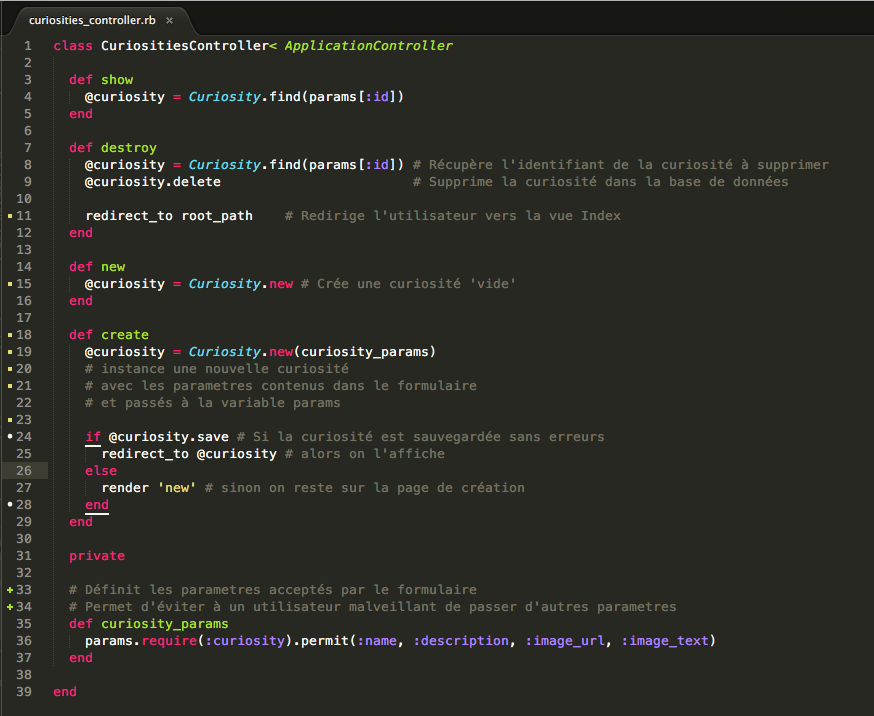 curiosities_controller.rb ×
1 class CuriositiesController< ApplicationController
2
3 def show
4 @curiosity = Curiosity.find(params[:id])
5 end
6
7 def destroy
8 @curiosity = Curiosity.find(params[:id]) # Récupère l'identifiant de la curiosité à supprimer
9 @curiosity.delete # Supprime la curiosité dans la base de données
10
11 redirect_to root_path # Redirige l'utilisateur vers la vue Index
12 end
13
14 def new
15 @curiosity = Curiosity.new # Crée une curiosité 'vide'
16 end
17
18 def create
19 @curiosity = Curiosity.new(curiosity_params)
20 # instance une nouvelle curiosité
21 # avec les parametres contenus dans le formulaire
22 # et passés à la variable params
23
24 if @curiosity.save # Si la curiosité est sauvegardée sans erreurs
25 redirect_to @curiosity # alors on l'affiche
26 else
27 render 'new' # sinon on reste sur la page de création
28 end
29 end
30
31 private
32
33 # Définit les parametres acceptés par le formulaire
34 # Permet d'éviter à un utilisateur malveillant de passer d'autres parametres
35 def curiosity_params
36 params.require(:curiosity).permit(:name, :description, :image_url, :image_text)
37 end
38
39 end